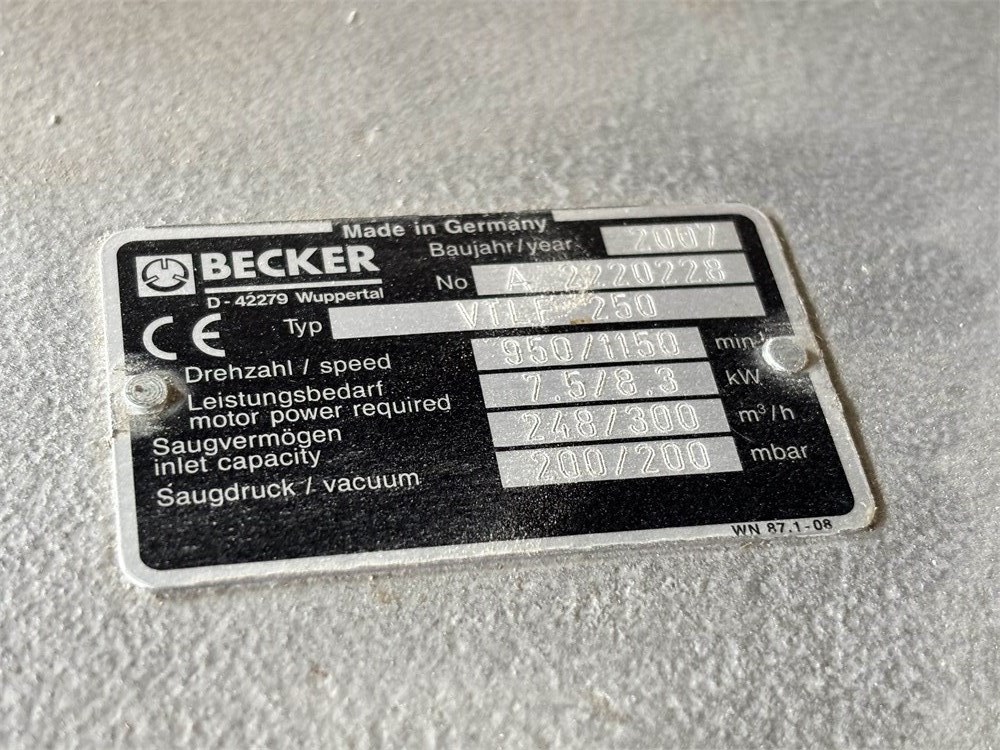 Made in Germany
BECKER
D-42279 Wuppertal
Baujahr/year 2007
No A 2220228
CE
Typ VTLF 250
Drehzahl / speed 950/1150 min-1
Leistungsbedarf
motor power required 7.5/8.3 kW
Saugvermögen
inlet capacity 248/300 m³/h
Saugdruck / vacuum 200/200 mbar
WN 87.1-08